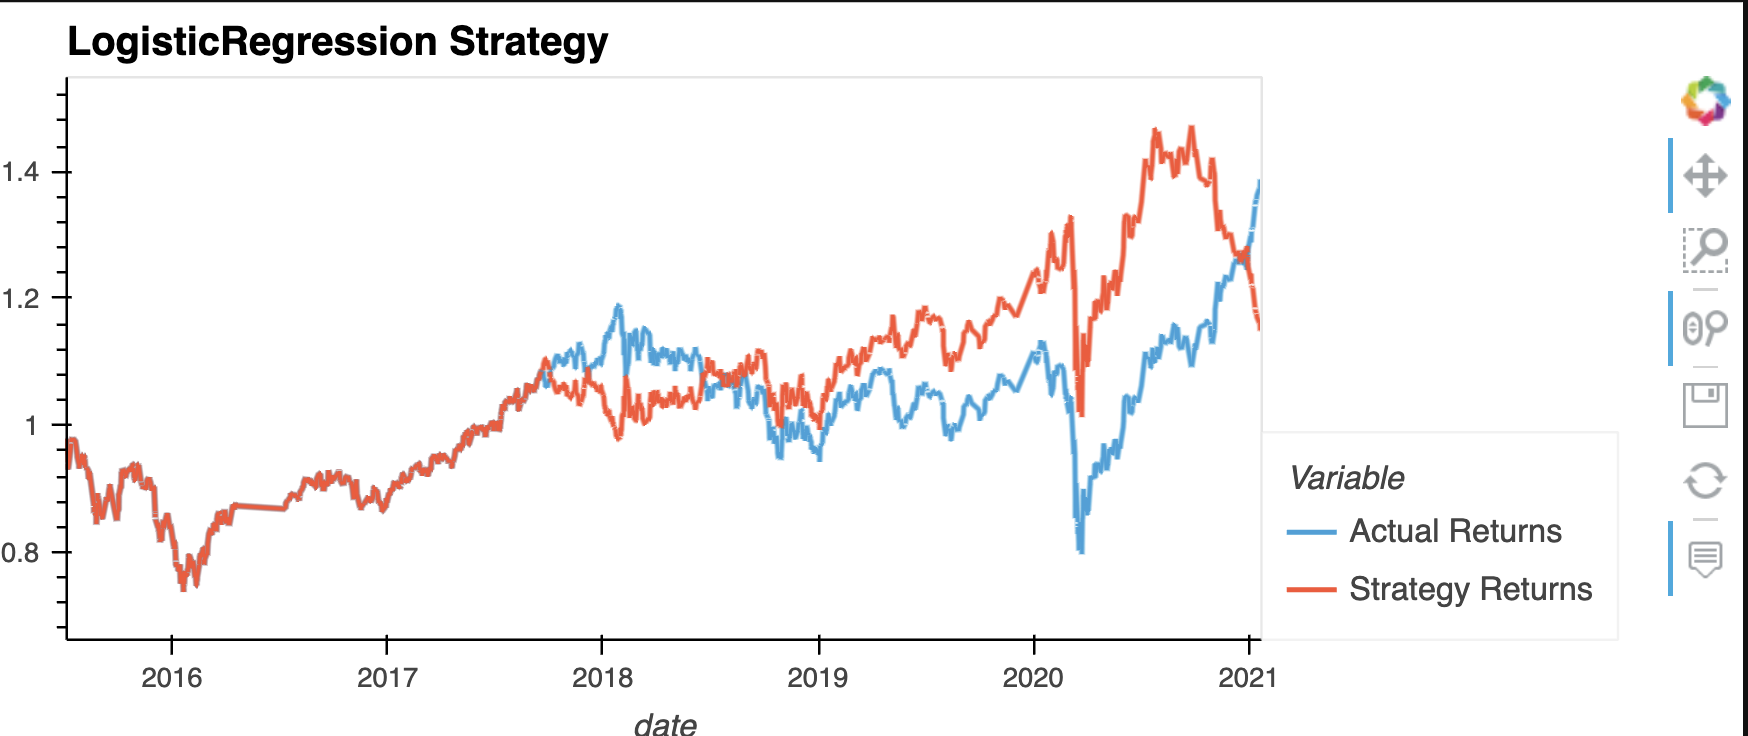 LogisticRegression Strategy
1.4
1.2
1
0.8
2016 2017 2018 2019 2020 2021
date
Variable
Actual Returns
Strategy Returns